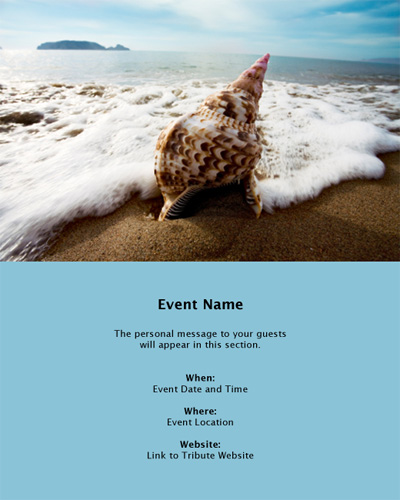 Event Name
The personal message to your guests
will appear in this section.
When:
Event Date and Time
Where:
Event Location
Website:
Link to Tribute Website